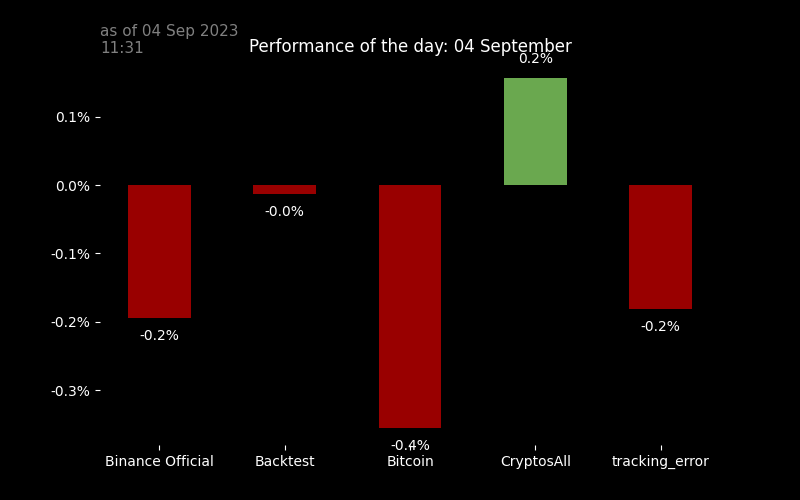 as of 04 Sep 2023
11:31
Performance of the day: 04 September
0.2%
0.1%
0.0%
-0.0%
-0.1%
-0.2%
-0.2%
-0.2%
-0.3%
-0.4%
Binance Official
Backtest
Bitcoin
CryptosAll
tracking_error